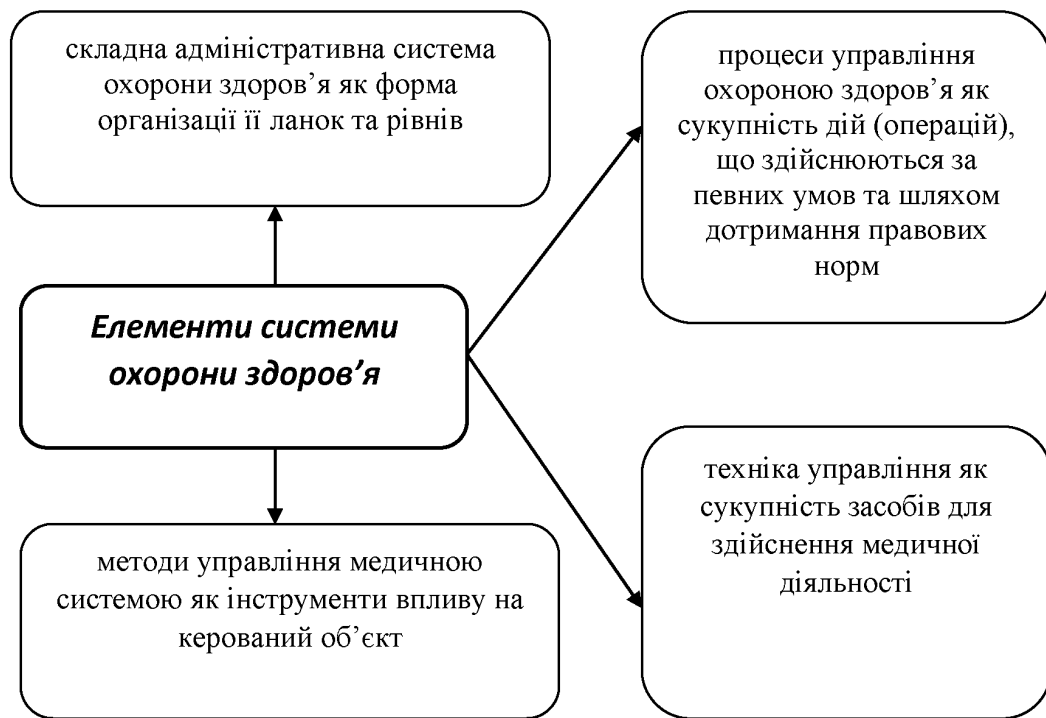 складна адміністративна система
охорони здоров’я як форма
організації її ланок та рівнів
процеси управління
охороною здоров’я як
сукупність дій (операцій),
що здійснюються за
певних умов та шляхом
дотримання правових
норм
Елементи системи
охорони здоров’я
техніка управління як
сукупність засобів для
здійснення медичної
діяльності
методи управління медичною
системою як інструменти впливу на
керований об’єкт